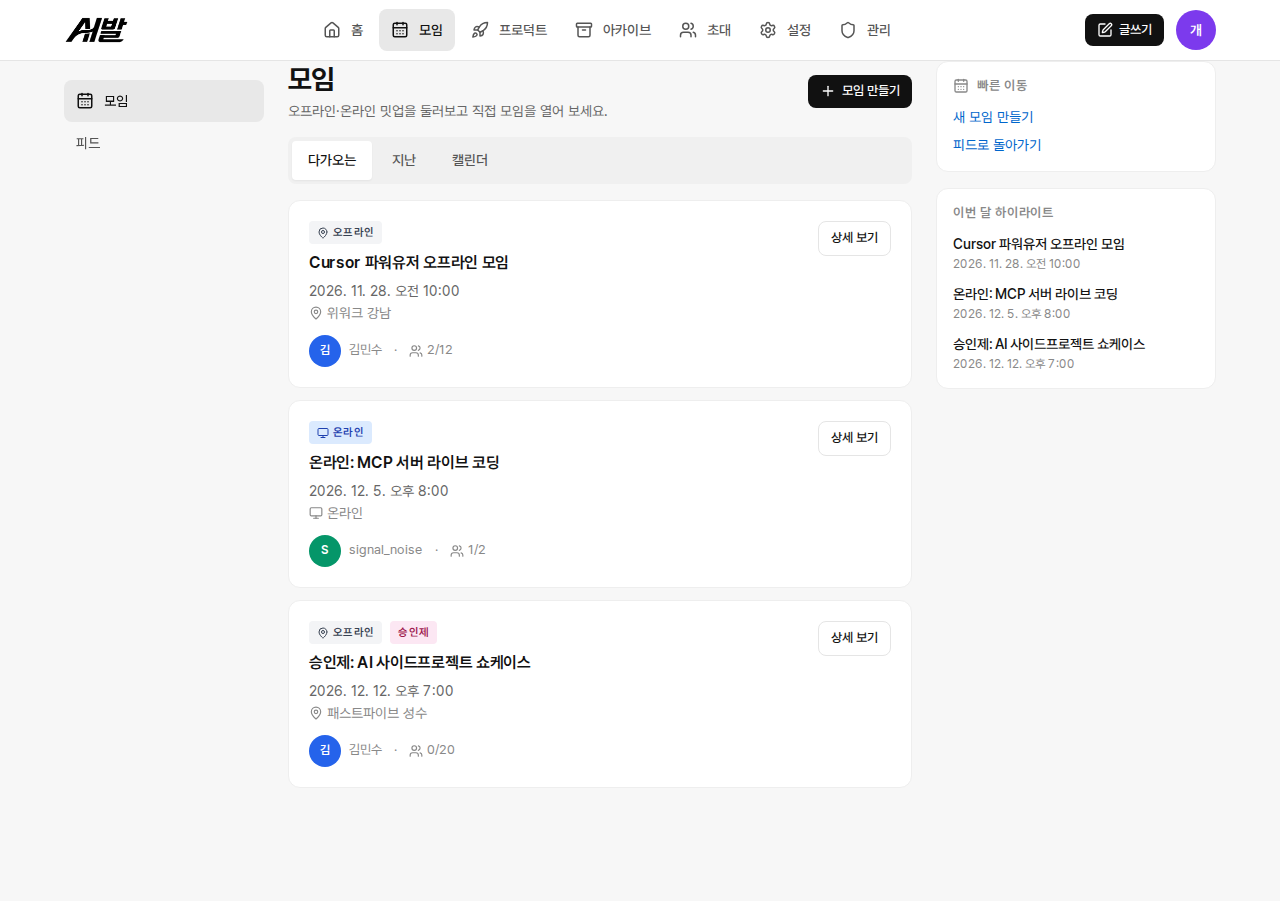 AI발
홈
모임
프로덕트
아카이브
초대
설정
관리
글쓰기
개
모임
피드
모임
오프라인·온라인 밋업을 둘러보고 직접 모임을 열어 보세요.
모임 만들기
다가오는
지난
캘린더
오프라인
상세 보기
Cursor 파워유저 오프라인 모임
2026. 11. 28. 오전 10:00
위워크 강남
김
김민수 · 2/12
온라인
상세 보기
온라인: MCP 서버 라이브 코딩
2026. 12. 5. 오후 8:00
온라인
S
signal_noise · 1/2
오프라인
승인제
상세 보기
승인제: AI 사이드프로젝트 쇼케이스
2026. 12. 12. 오후 7:00
패스트파이브 성수
김
김민수 · 0/20
빠른 이동
새 모임 만들기
피드로 돌아가기
이번 달 하이라이트
Cursor 파워유저 오프라인 모임
2026. 11. 28. 오전 10:00
온라인: MCP 서버 라이브 코딩
2026. 12. 5. 오후 8:00
승인제: AI 사이드프로젝트 쇼케이스
2026. 12. 12. 오후 7:00